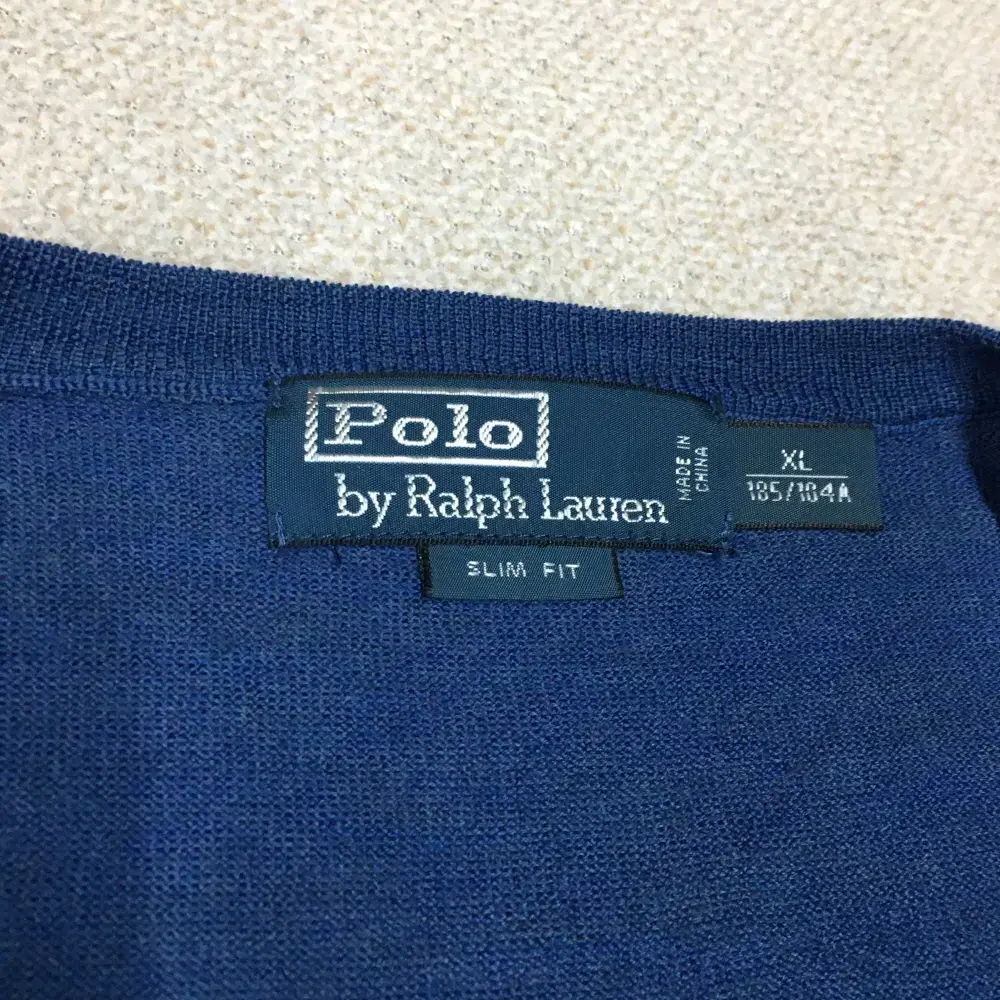 Polo
by Ralph Lauren
MADE IN
CHINA
XL
185/104A
SLIM FIT